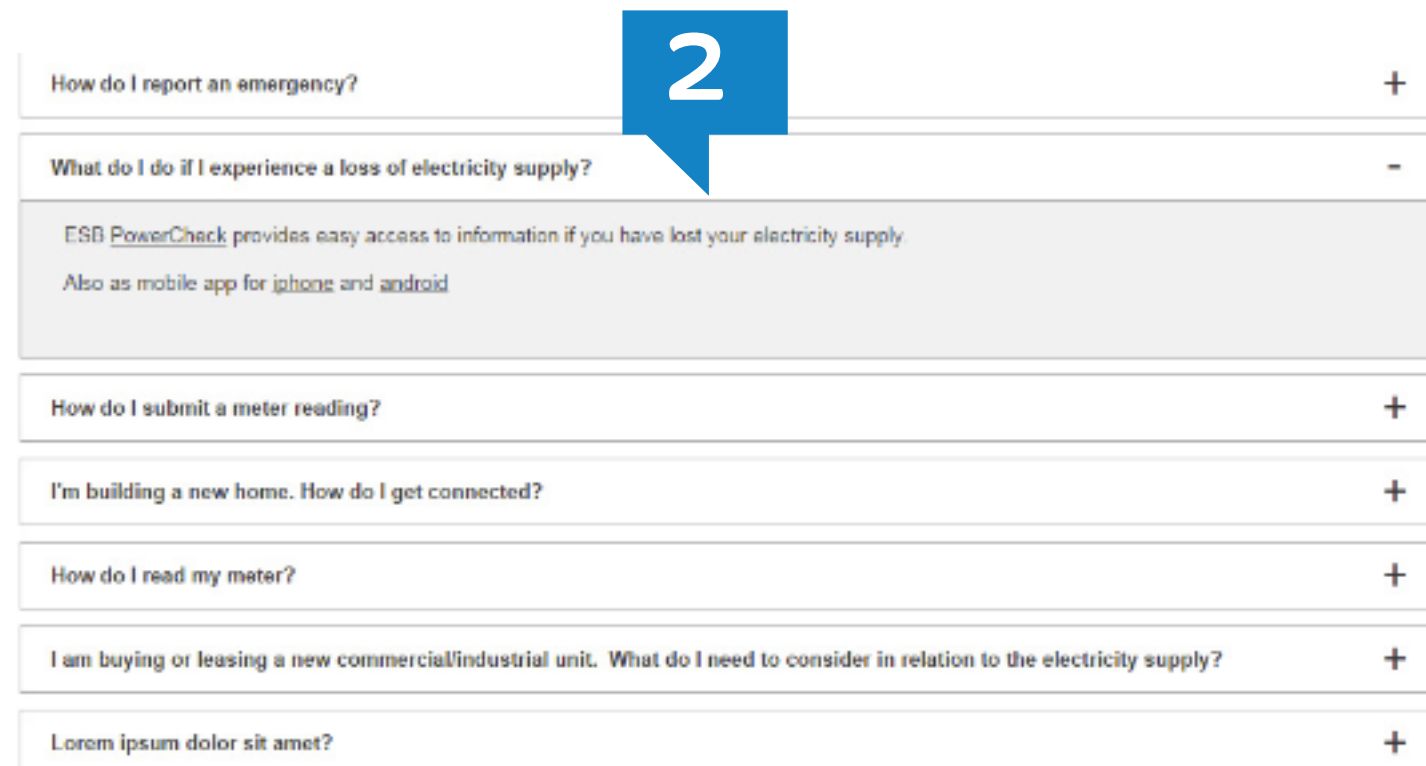 2
How do I report an emergency? +
What do I do if I experience a loss of electricity supply? -
ESB PowerCheck provides easy access to information if you have lost your electricity supply.
Also as mobile app for iphone and android
How do I submit a meter reading? +
I'm building a new home. How do I get connected? +
How do I read my meter? +
I am buying or leasing a new commercial/industrial unit. What do I need to consider in relation to the electricity supply? +
Lorem ipsum dolor sit amet? +